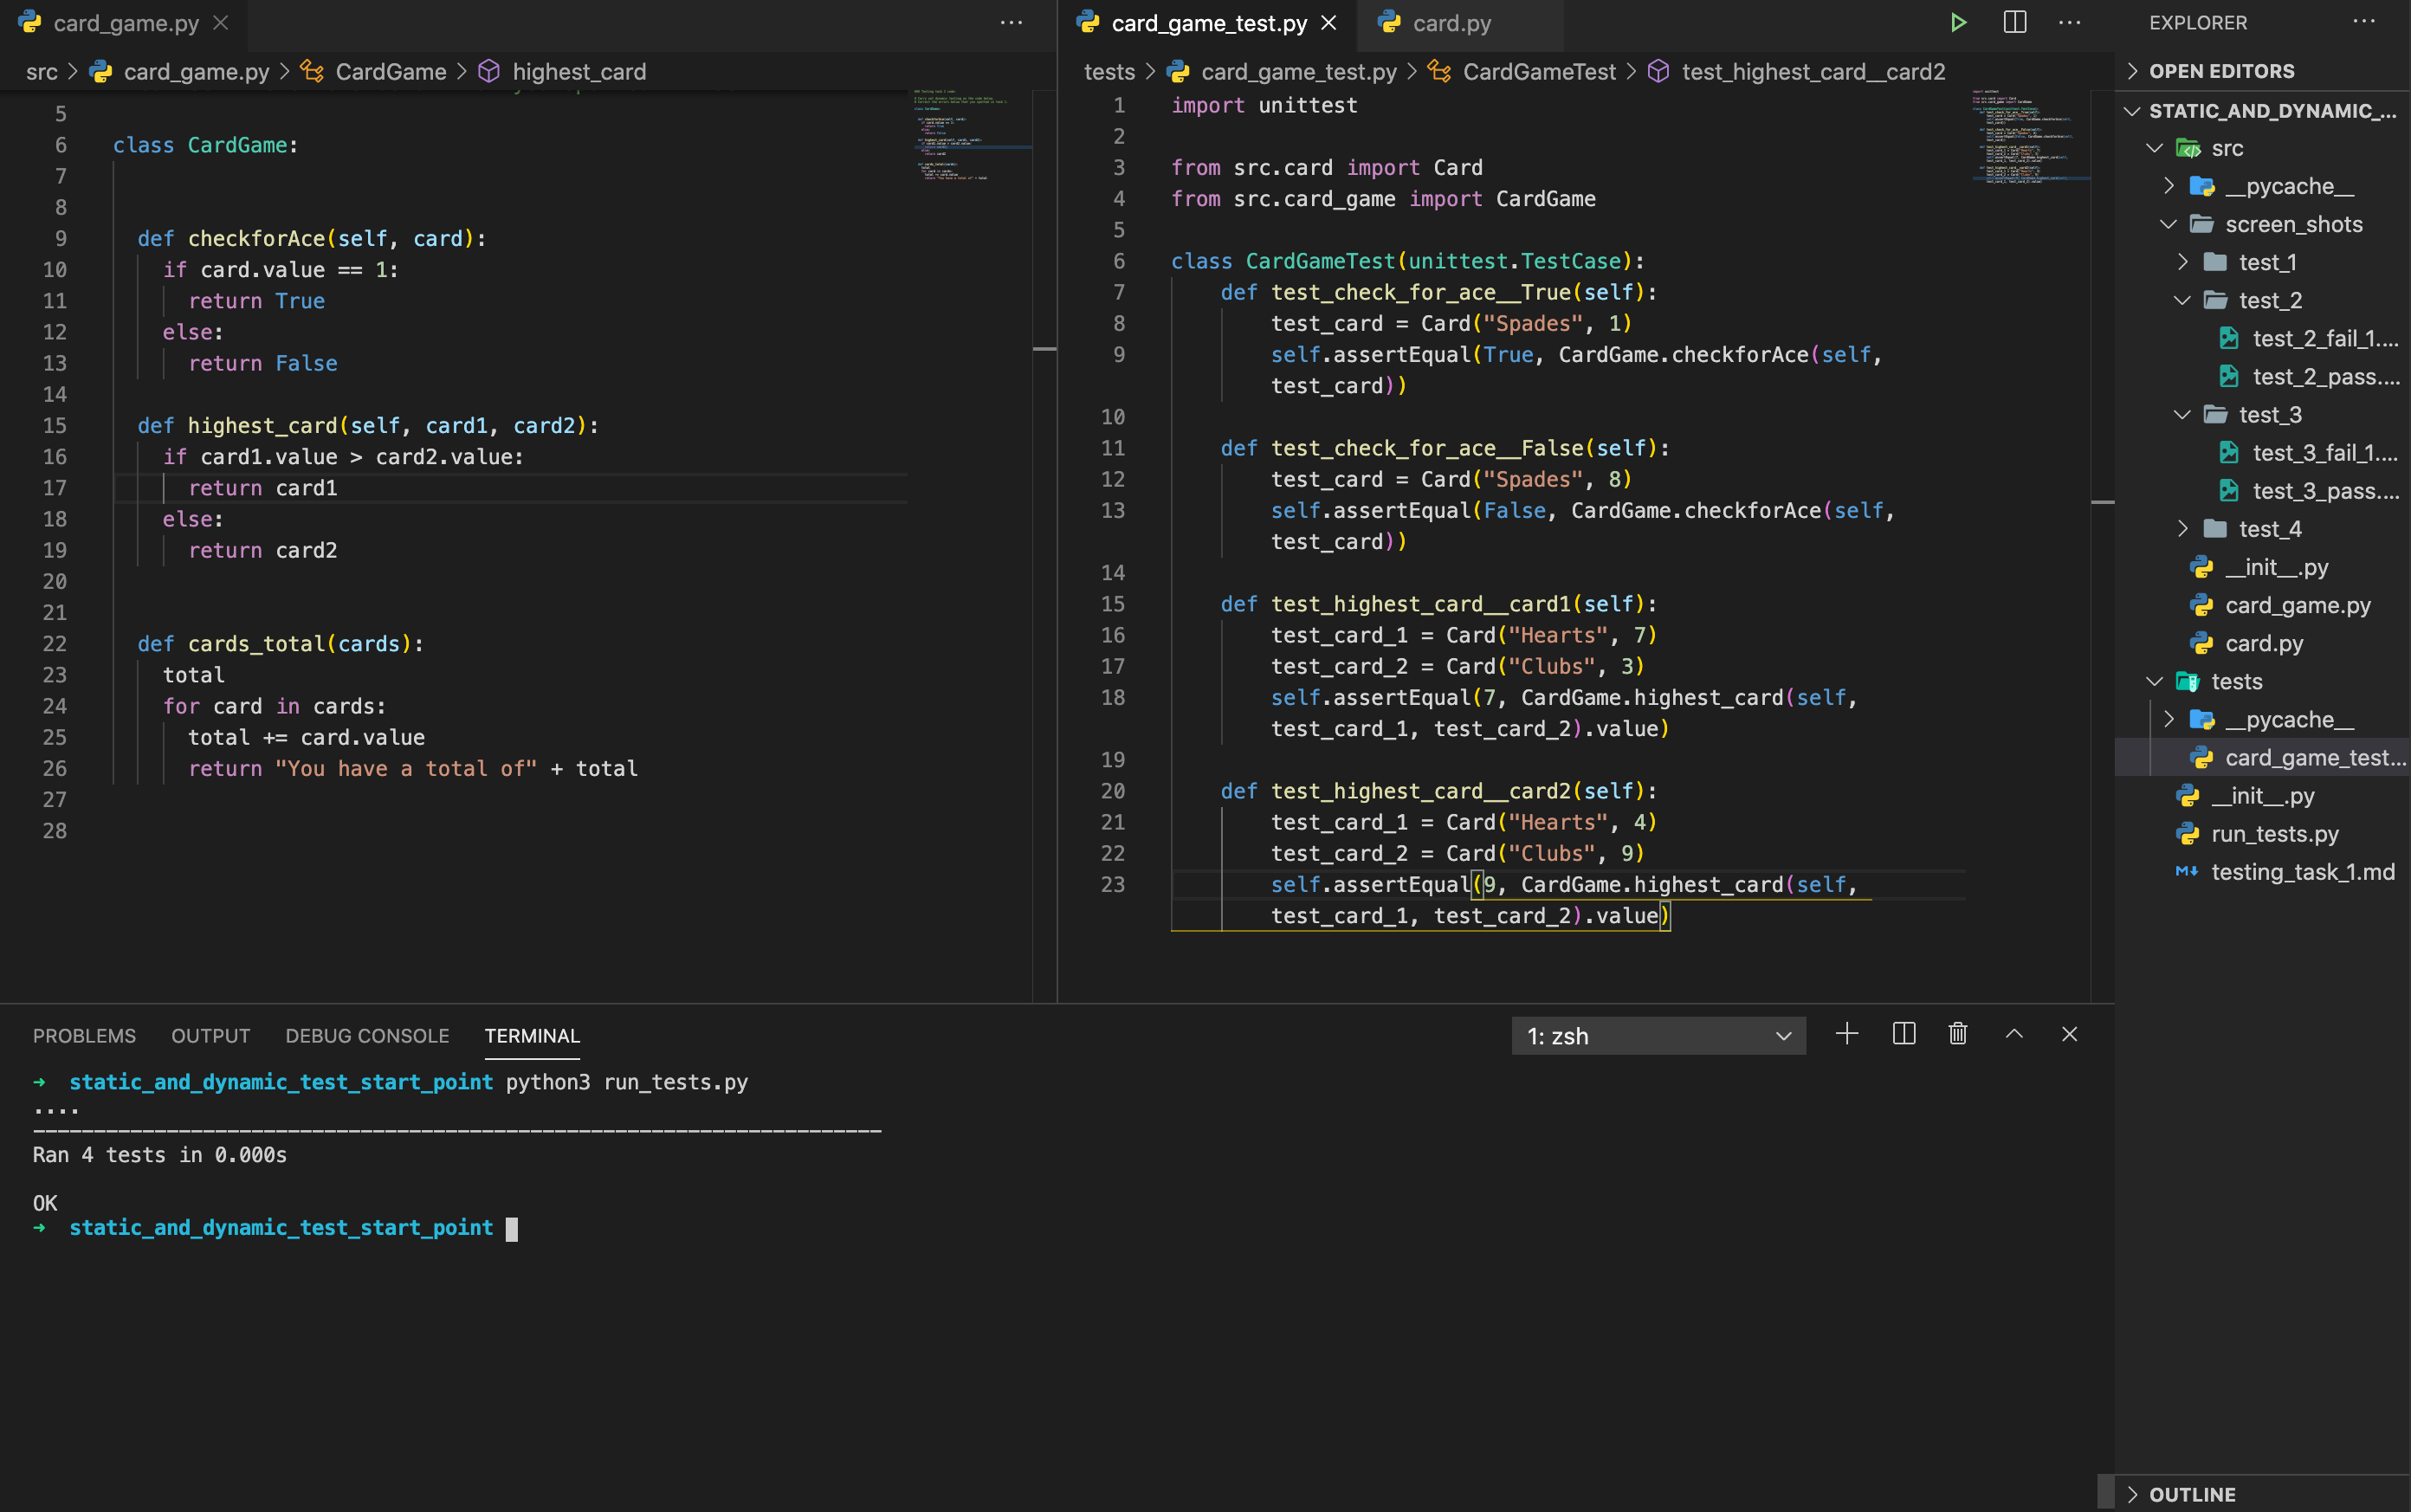 card_game.py
src > card_game.py > CardGame > highest_card
5
6 class CardGame:
7
8
9 def checkforAce(self, card):
10 if card.value == 1:
11 return True
12 else:
13 return False
14
15 def highest_card(self, card1, card2):
16 if card1.value > card2.value:
17 return card1
18 else:
19 return card2
20
21
22 def cards_total(cards):
23 total
24 for card in cards:
25 total += card.value
26 return "You have a total of" + total
27
28
card_game_test.py card.py
tests > card_game_test.py > CardGameTest > test_highest_card__card2
1 import unittest
2
3 from src.card import Card
4 from src.card_game import CardGame
5
6 class CardGameTest(unittest.TestCase):
7 def test_check_for_ace__True(self):
8 test_card = Card("Spades", 1)
9 self.assertEqual(True, CardGame.checkforAce(self,
test_card))
10
11 def test_check_for_ace__False(self):
12 test_card = Card("Spades", 8)
13 self.assertEqual(False, CardGame.checkforAce(self,
test_card))
14
15 def test_highest_card__card1(self):
16 test_card_1 = Card("Hearts", 7)
17 test_card_2 = Card("Clubs", 3)
18 self.assertEqual(7, CardGame.highest_card(self,
test_card_1, test_card_2).value)
19
20 def test_highest_card__card2(self):
21 test_card_1 = Card("Hearts", 4)
22 test_card_2 = Card("Clubs", 9)
23 self.assertEqual(9, CardGame.highest_card(self,
test_card_1, test_card_2).value)
EXPLORER
OPEN EDITORS
STATIC_AND_DYNAMIC_...
src
__pycache__
screen_shots
test_1
test_2
test_2_fail_1....
test_2_pass....
test_3
test_3_fail_1....
test_3_pass....
test_4
__init__.py
card_game.py
card.py
tests
__pycache__
card_game_test...
__init__.py
run_tests.py
testing_task_1.md
OUTLINE
PROBLEMS OUTPUT DEBUG CONSOLE TERMINAL
1: zsh
→ static_and_dynamic_test_start_point python3 run_tests.py
....
----------------------------------------------------------------------
Ran 4 tests in 0.000s
OK
→ static_and_dynamic_test_start_point